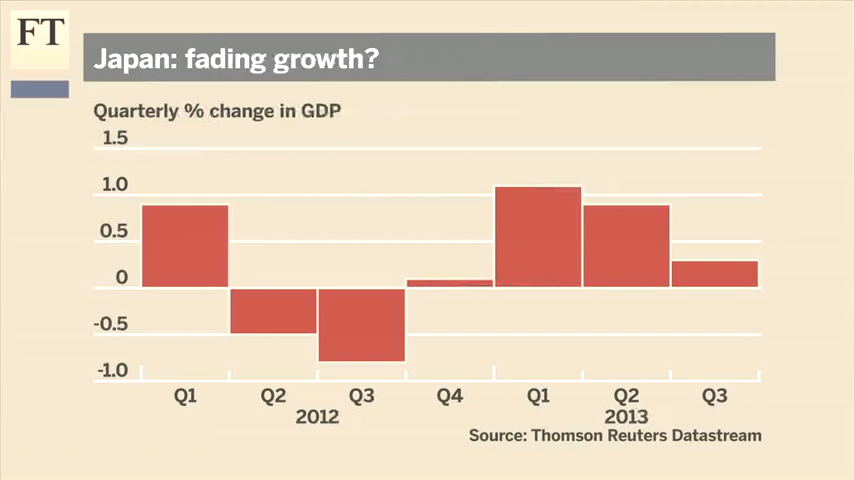 FT
Japan: fading growth?
Quarterly % change in GDP
1.5
1.0
0.5
0
-0.5
-1.0
Q1 Q2 Q3 Q4 Q1 Q2 Q3
2012 2013
Source: Thomson Reuters Datastream